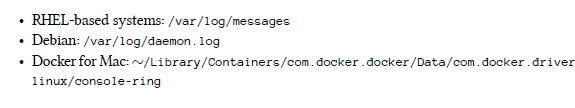 • RHEL-based systems: /var/log/messages
• Debian: /var/log/daemon.log
• Docker for Mac: ~/Library/Containers/com.docker.docker/Data/com.docker.driver
linux/console-ring